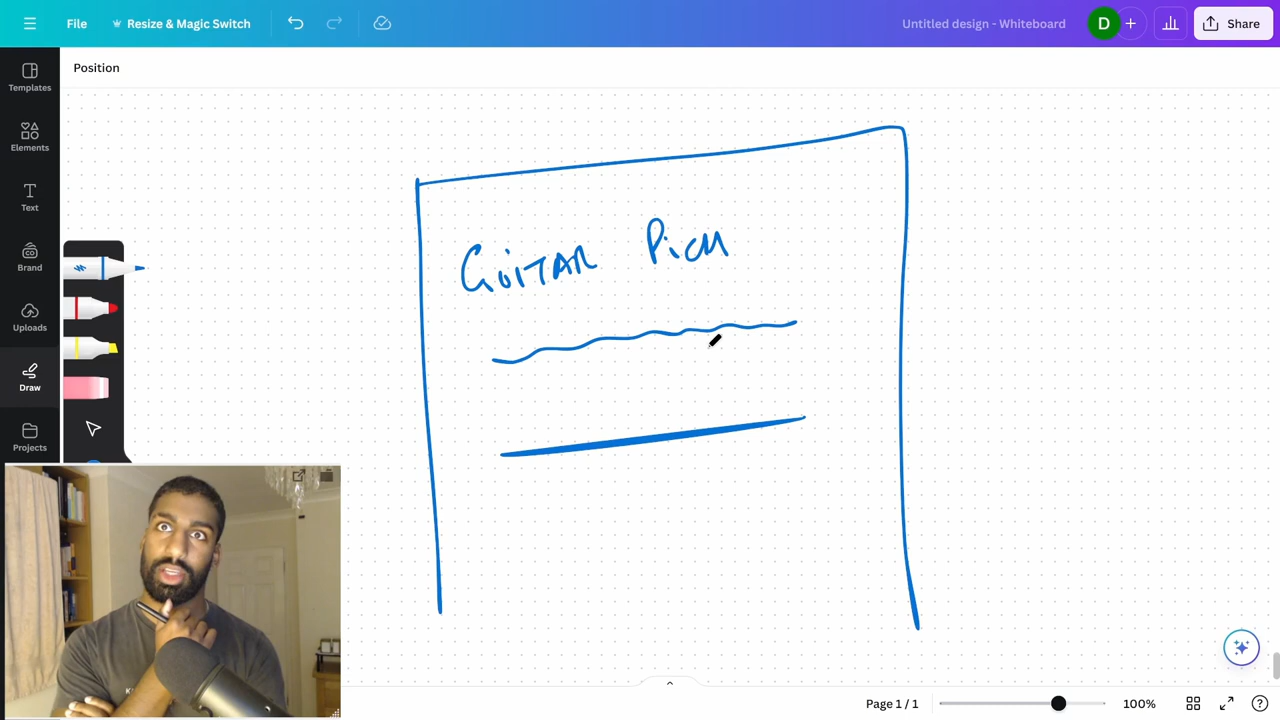 File
Resize & Magic Switch
Untitled design - Whiteboard
D
+
Share
Position
Templates
Elements
Text
Brand
Uploads
Draw
Projects
GUITAR PICK
Page 1 / 1
100%